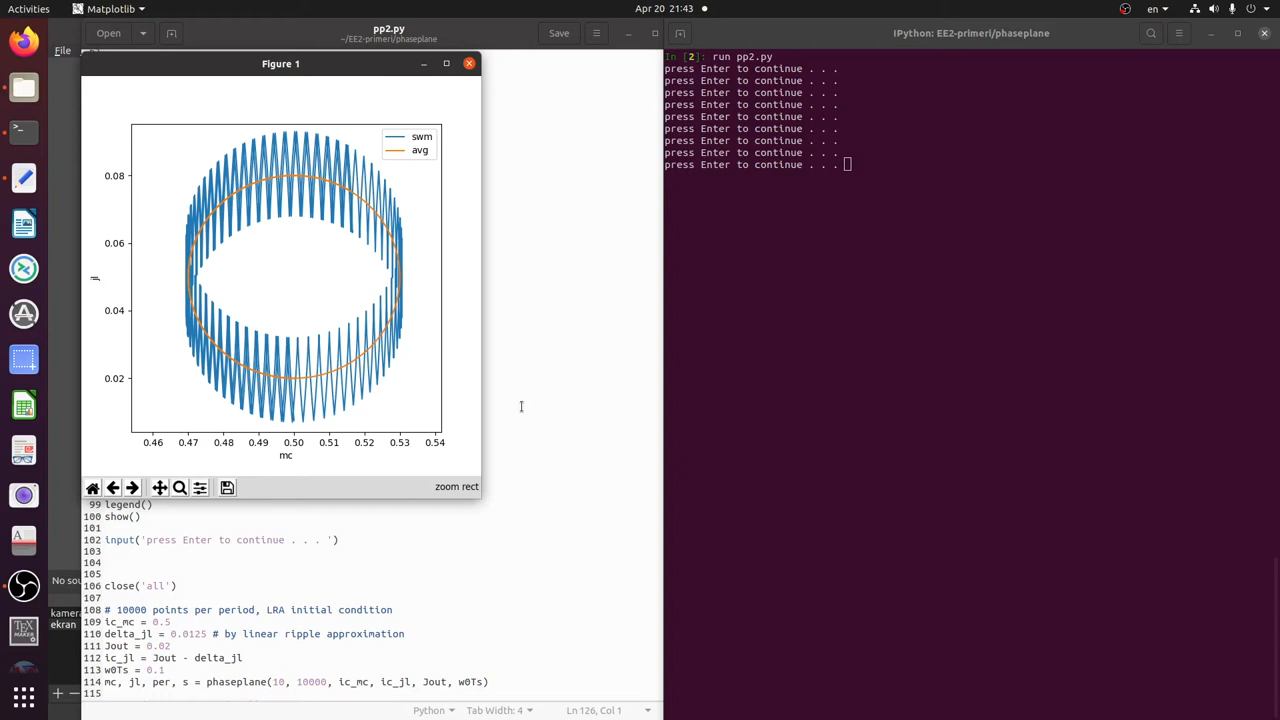 Activities
Matplotlib
Apr 20 21:43
en
Open
pp2.py
~/EE2-primeri/phaseplane
Save
IPython: EE2-primeri/phaseplane
File
Figure 1
swm
avg
0.08
0.06
0.04
0.02
jl
0.46 0.47 0.48 0.49 0.50 0.51 0.52 0.53 0.54
mc
zoom rect
In [2]: run pp2.py
press Enter to continue . . .
press Enter to continue . . .
press Enter to continue . . .
press Enter to continue . . .
press Enter to continue . . .
press Enter to continue . . .
press Enter to continue . . .
press Enter to continue . . .
press Enter to continue . . .
99 legend()
100 show()
101
102 input('press Enter to continue . . . ')
103
104
105
106 close('all')
107
108 # 10000 points per period, LRA initial condition
109 ic_mc = 0.5
110 delta_jl = 0.0125 # by linear ripple approximation
111 Jout = 0.02
112 ic_jl = Jout - delta_jl
113 w0Ts = 0.1
114 mc, jl, per, s = phaseplane(10, 10000, ic_mc, ic_jl, Jout, w0Ts)
115
No sou
kamera
ekran
Python
Tab Width: 4
Ln 126, Col 1